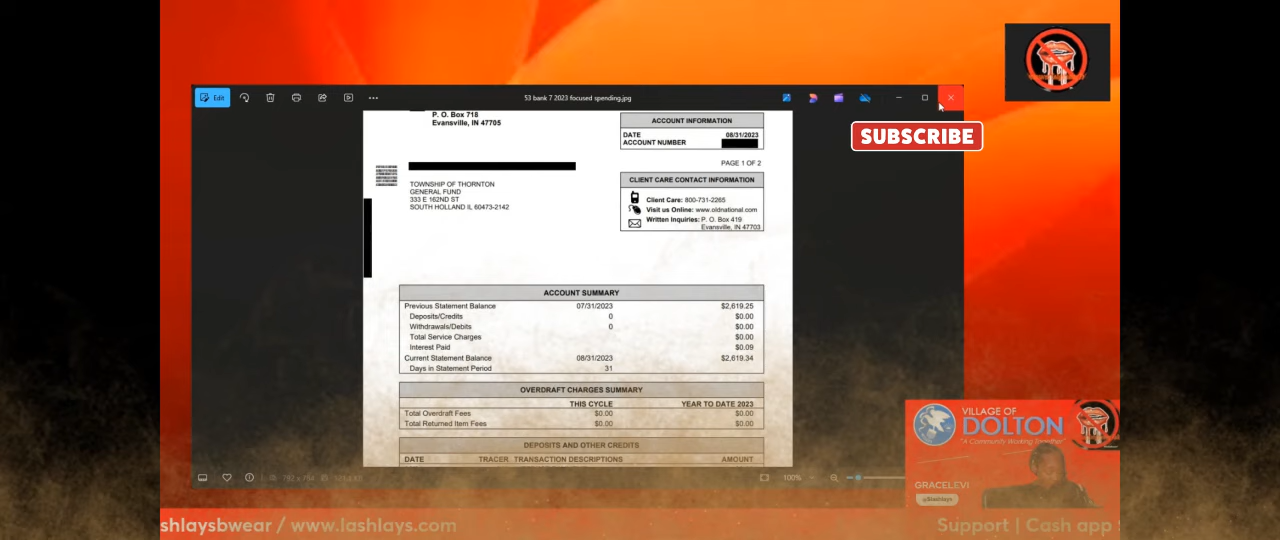 Edit
53 bank 7 2023 focused spending.jpg
P. O. Box 718
Evansville, IN 47705
ACCOUNT INFORMATION
DATE 08/31/2023
ACCOUNT NUMBER
PAGE 1 OF 2
SUBSCRIBE
TOWNSHIP OF THORNTON
GENERAL FUND
333 E 162ND ST
SOUTH HOLLAND IL 60473-2142
CLIENT CARE CONTACT INFORMATION
Client Care: 800-731-2265
Visit us Online: www.oldnational.com
Written Inquiries: P. O. Box 419
Evansville, IN 47703
ACCOUNT SUMMARY
Previous Statement Balance 07/31/2023 $2,619.25
Deposits/Credits 0 $0.00
Withdrawals/Debits 0 $0.00
Total Service Charges $0.00
Interest Paid $0.09
Current Statement Balance 08/31/2023 $2,619.34
Days in Statement Period 31
OVERDRAFT CHARGES SUMMARY
THIS CYCLE YEAR TO DATE 2023
Total Overdraft Fees $0.00 $0.00
Total Returned Item Fees $0.00 $0.00
DEPOSITS AND OTHER CREDITS
DATE TRACER TRANSACTION DESCRIPTIONS AMOUNT
100%
VILLAGE OF
DOLTON
"A Community Working Together"
GRACELEVI
@llashlays
shlaysbwear / www.lashlays.com
Support | Cash app